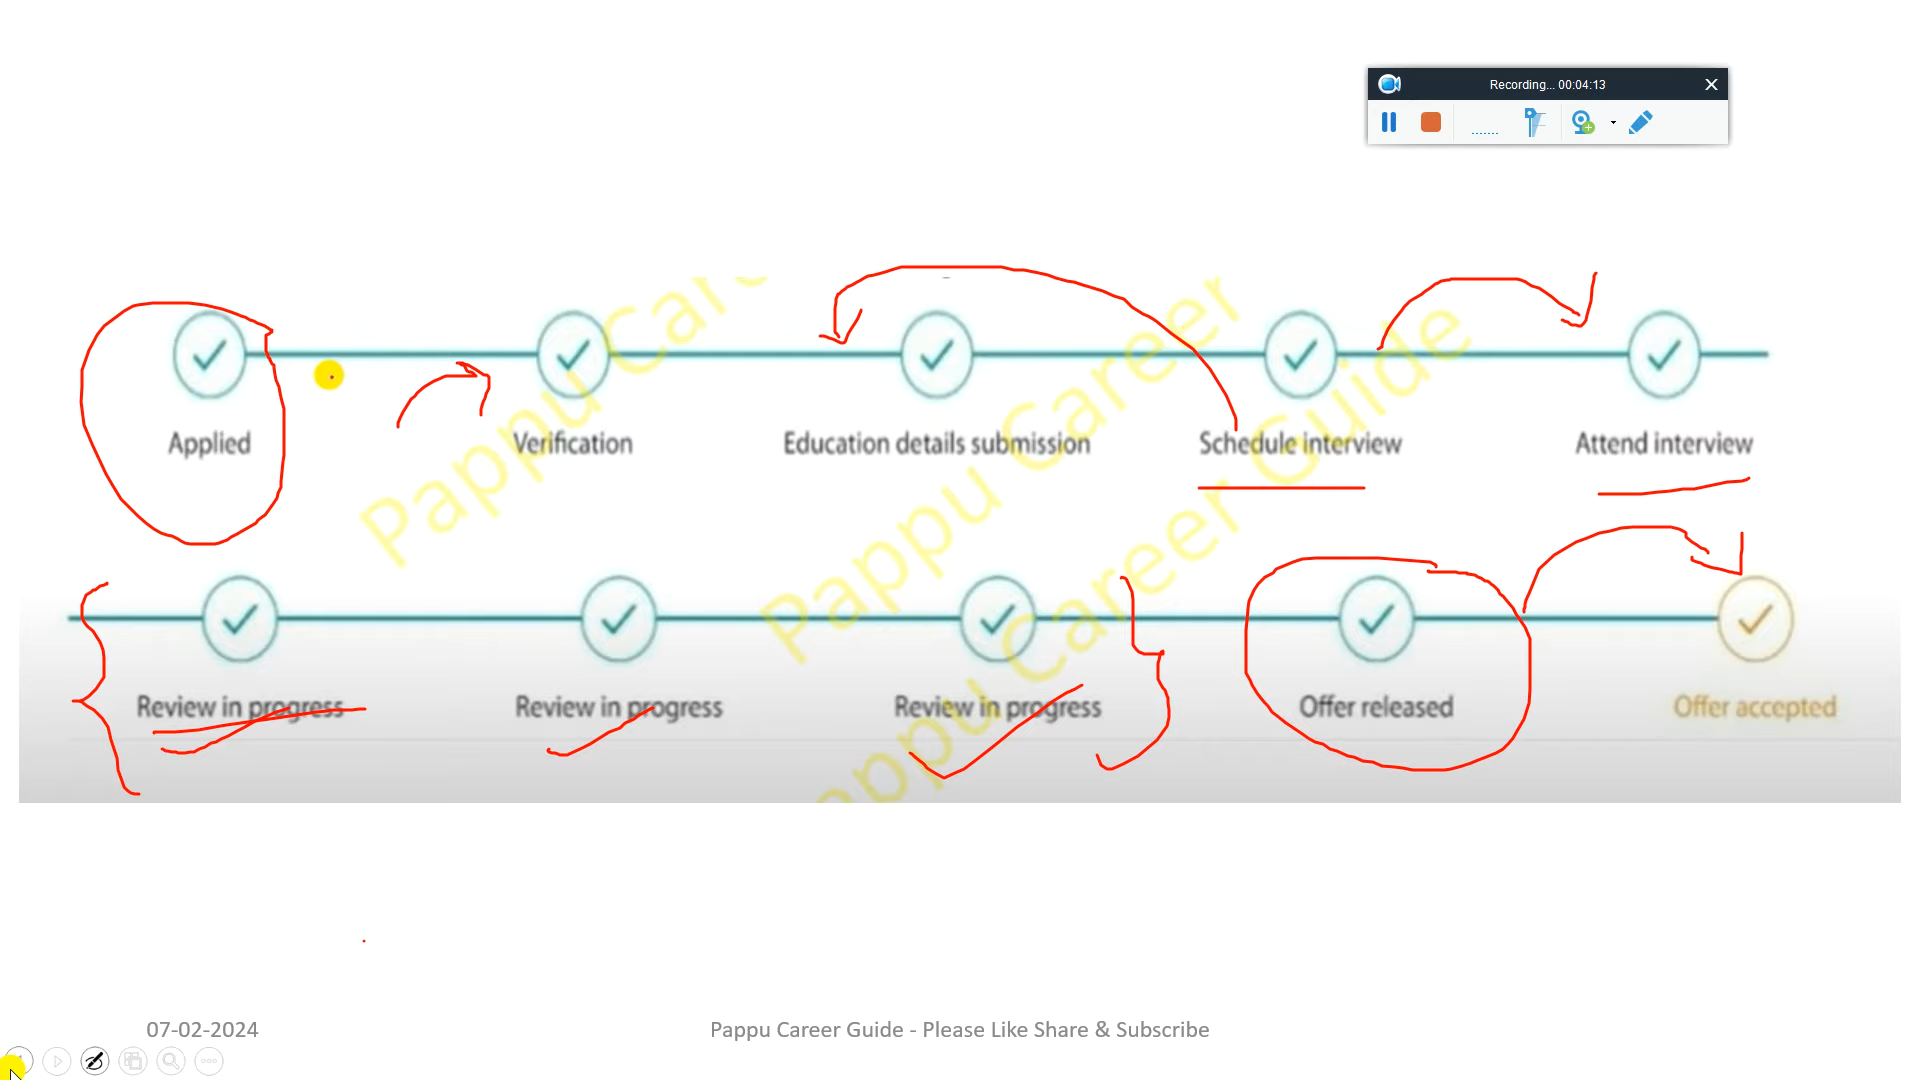 Recording... 00:04:13
Applied
Verification
Education details submission
Schedule interview
Attend interview
Review in progress
Review in progress
Review in progress
Offer released
Offer accepted
Pappu Career
Pappu Career
Pappu Career Guide
07-02-2024
Pappu Career Guide - Please Like Share & Subscribe